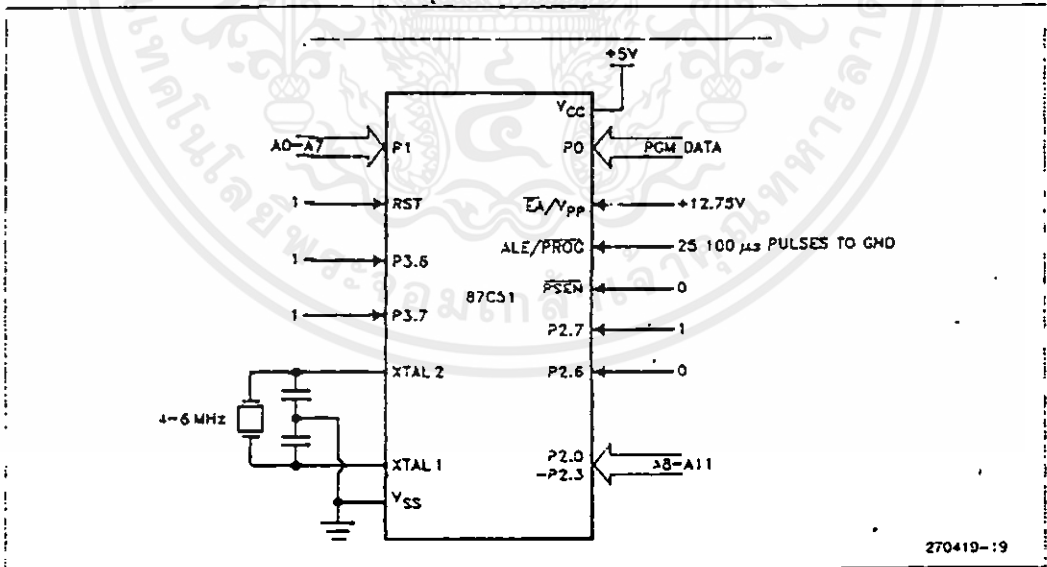 +5V
VCC
A0-A7
P1
P0
PGM DATA
1
RST
EA/VPP
+12.75V
ALE/PROG
25 100 μs PULSES TO GND
1
P3.6
PSEN
0
87C51
1
P3.7
P2.7
1
XTAL 2
P2.6
0
4-6 MHz
XTAL 1
P2.0
-P2.3
A8-A11
VSS
270419-19